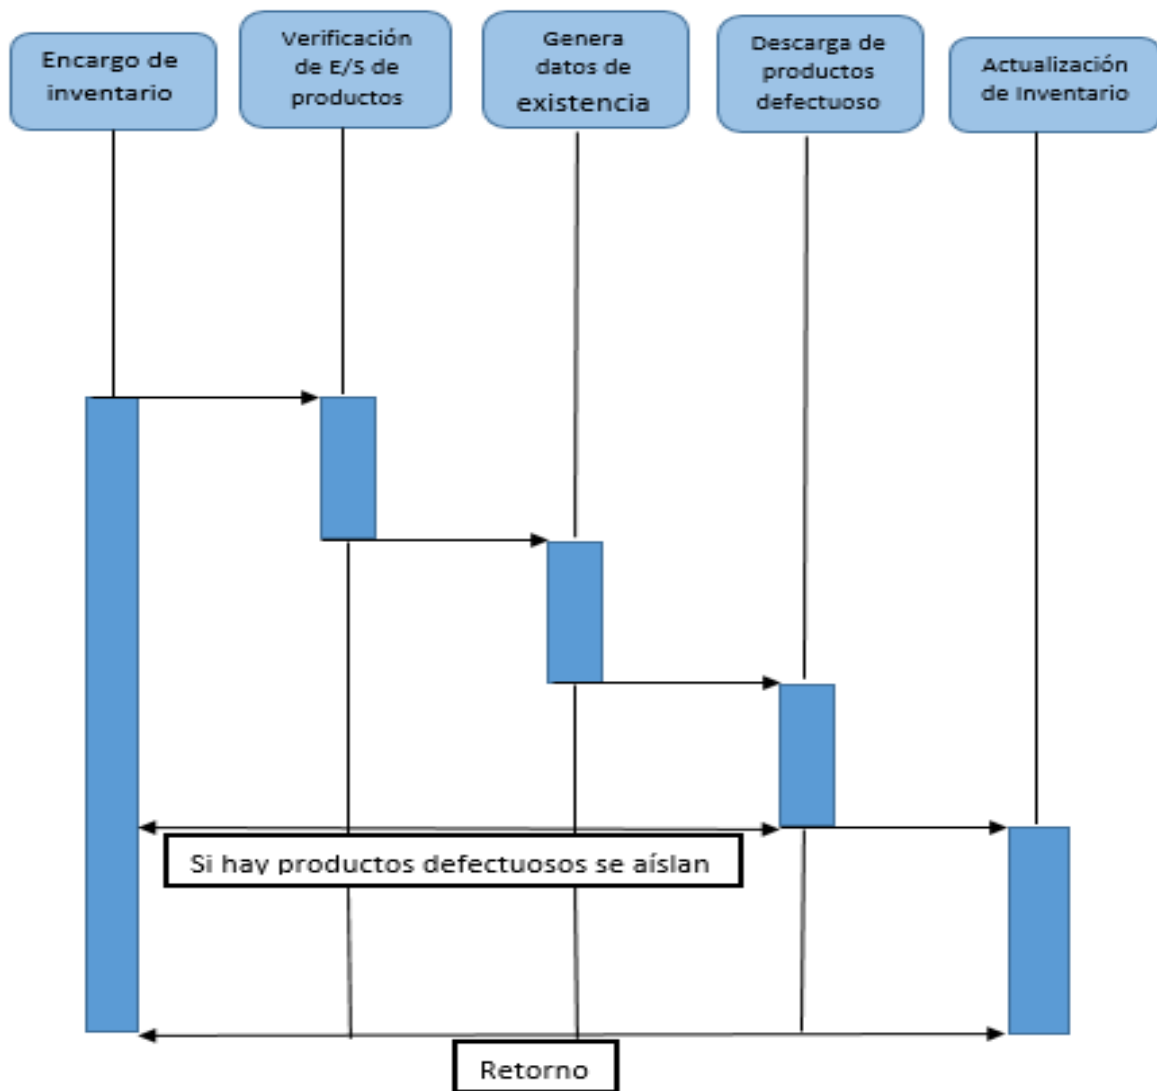 Encargo de
inventario
Verificación
de E/S de
productos
Genera
datos de
existencia
Descarga de
productos
defectuoso
Actualización
de Inventario
Si hay productos defectuosos se aíslan
Retorno